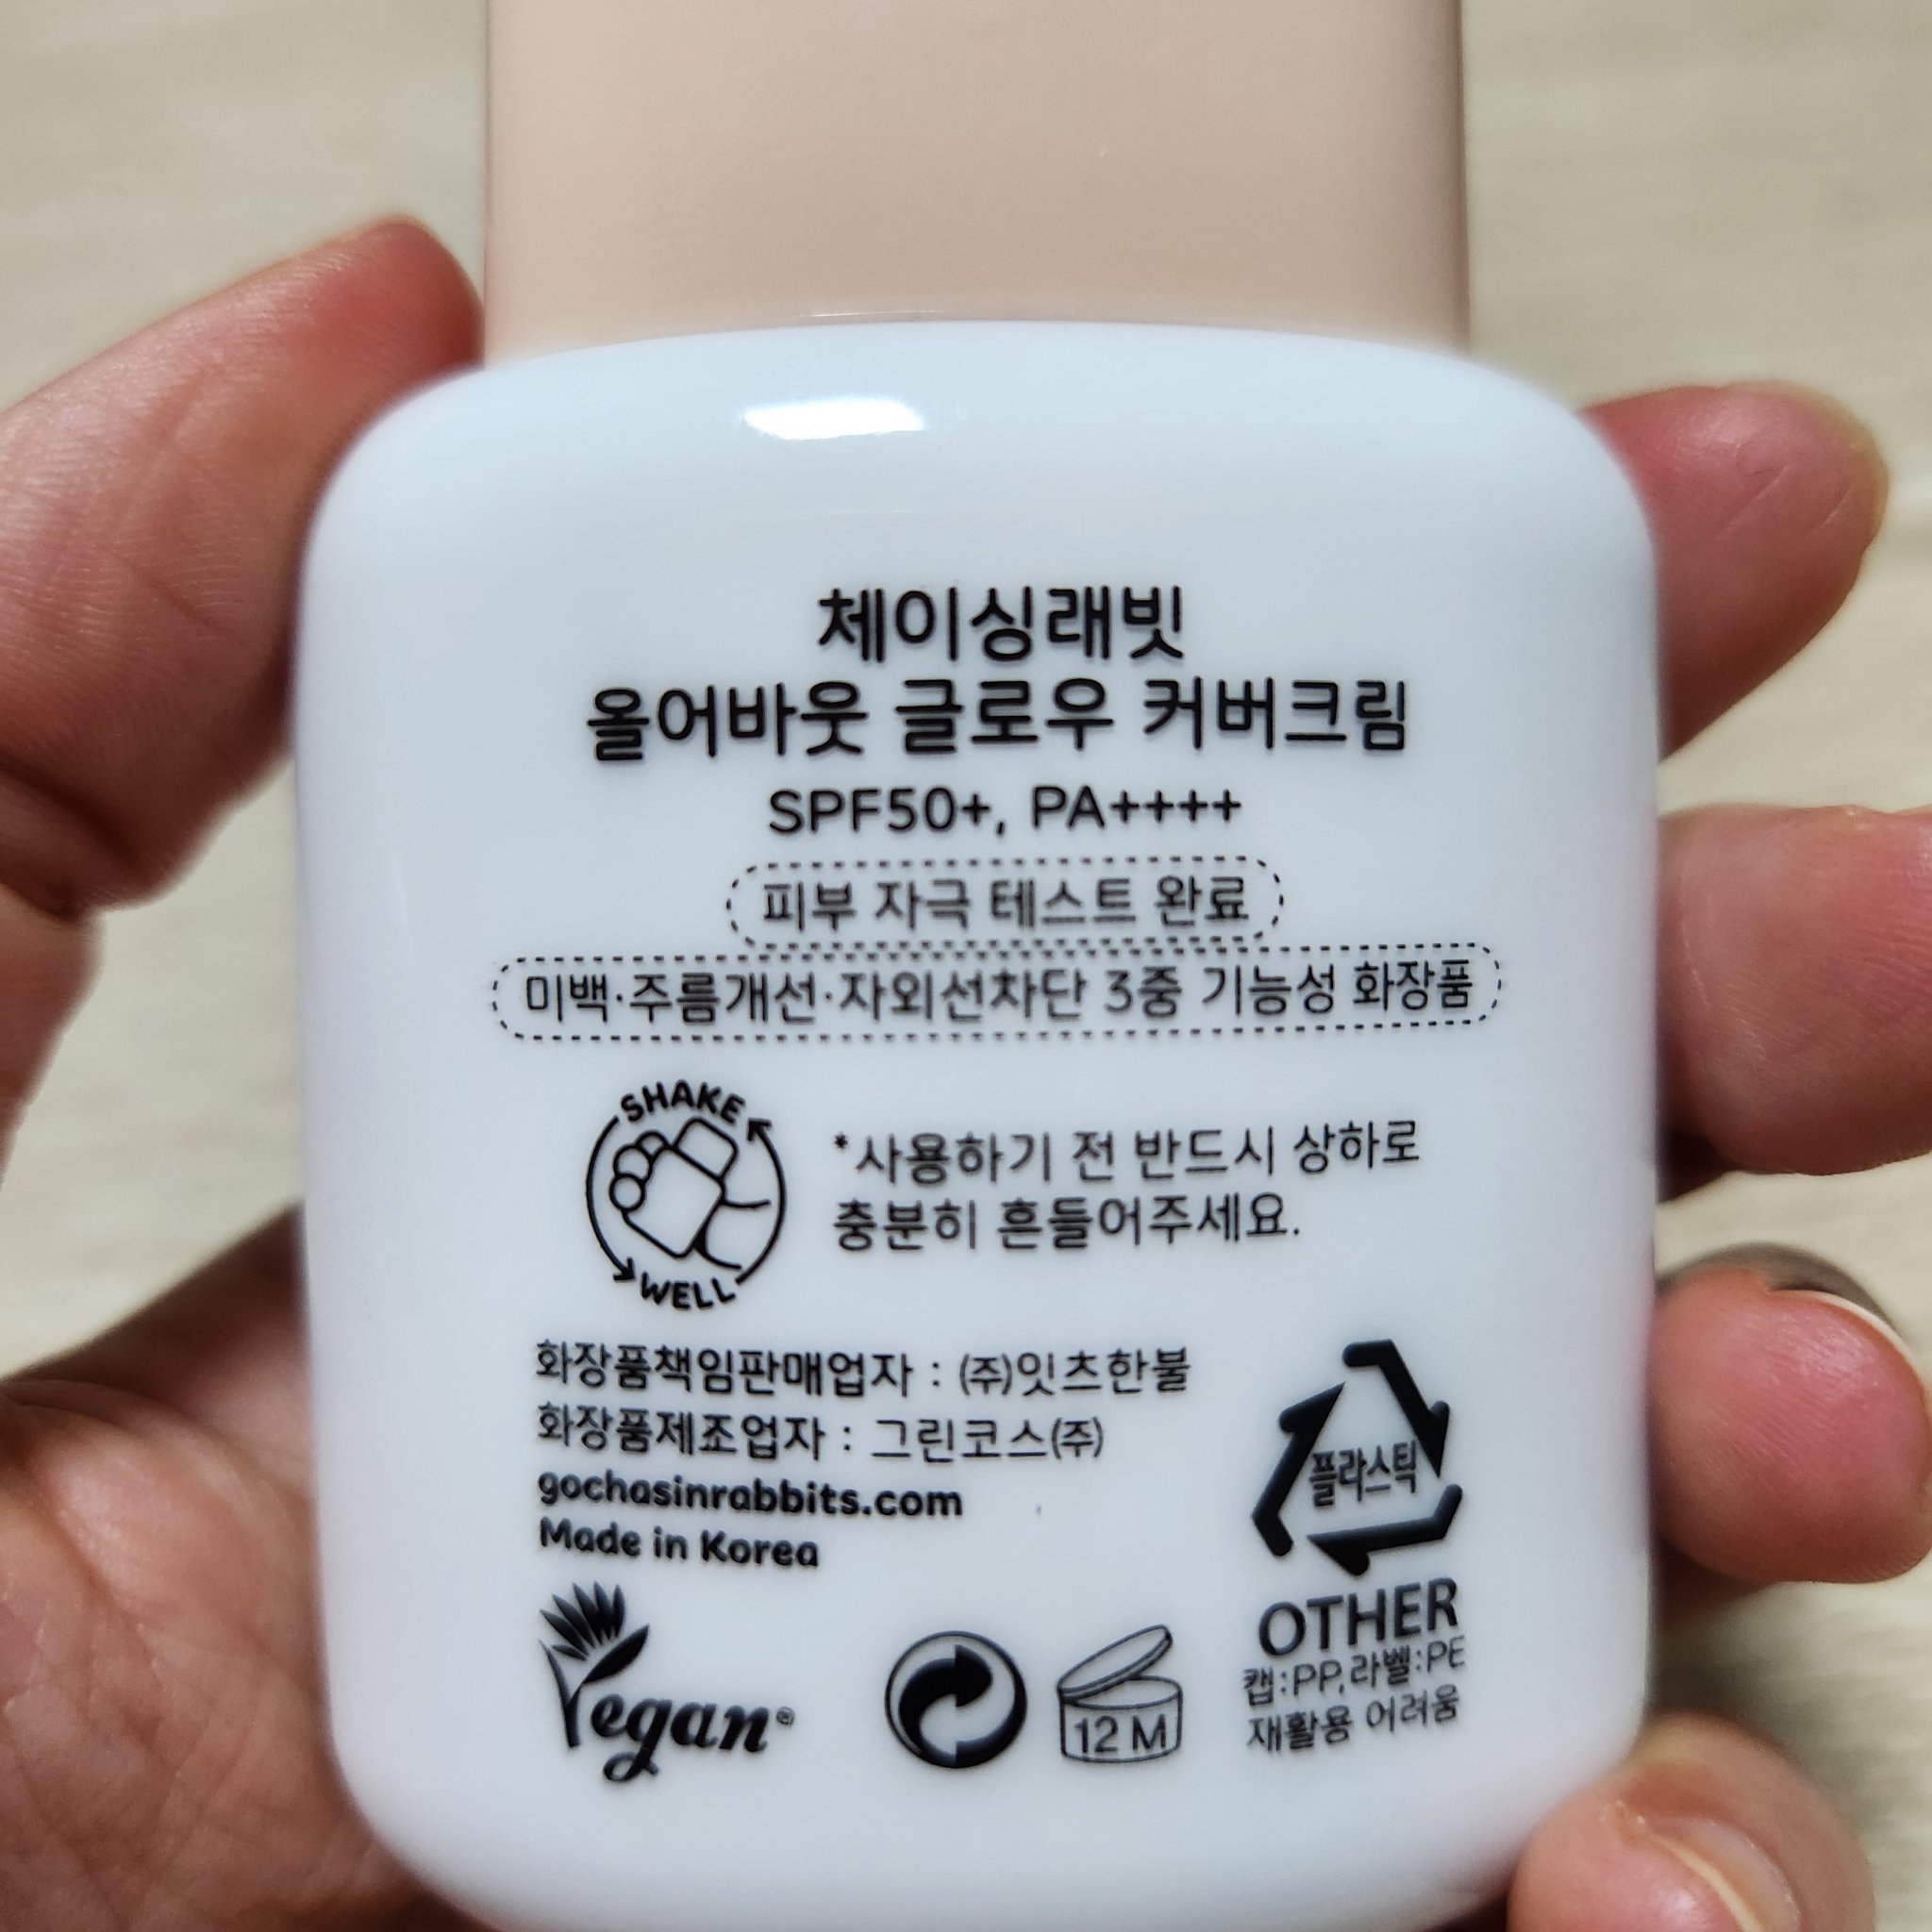 체이싱래빗
올어바웃 글로우 커버크림
SPF50+, PA++++
피부 자극 테스트 완료
미백·주름개선·자외선차단 3중 기능성 화장품
SHAKE
WELL
*사용하기 전 반드시 상하로
충분히 흔들어주세요.
화장품책임판매업자 : ㈜잇츠한불
화장품제조업자 : 그린코스㈜
gochasinrabbits.com
Made in Korea
플라스틱
OTHER
캡:PP,라벨:PE
재활용 어려움
Vegan®
12 M